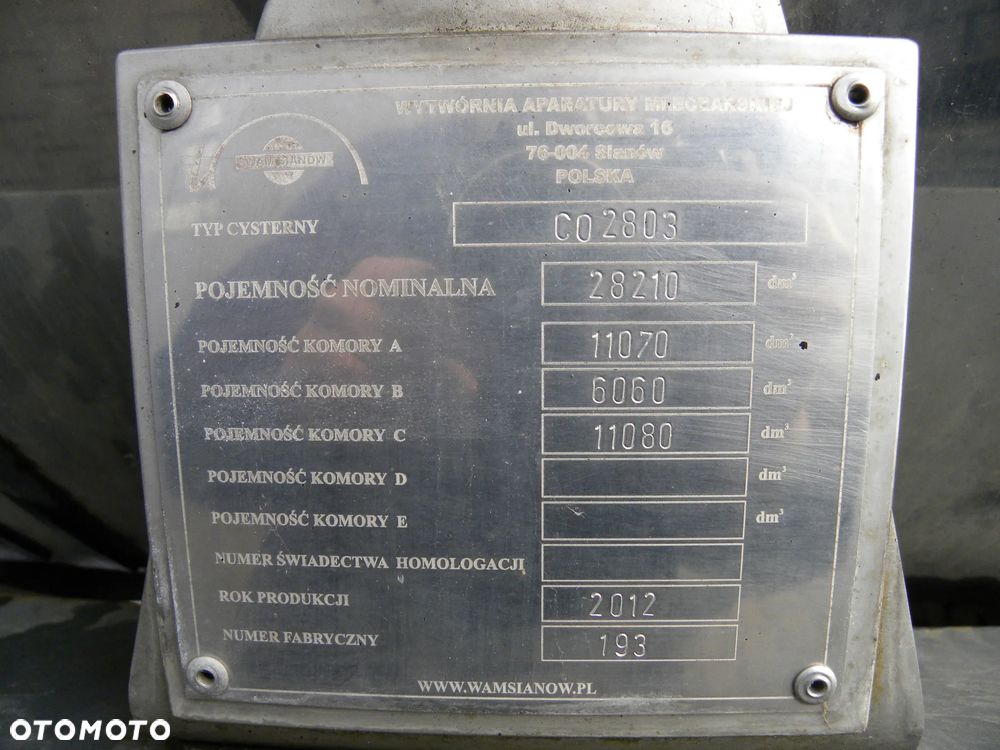 WYTWÓRNIA APARATURY MLECZARSKIEJ
ul. Dworcowa 16
76-004 Sianów
POLSKA
WAM SIANÓW
TYP CYSTERNY CO 2803
POJEMNOŚĆ NOMINALNA 28210 dm³
POJEMNOŚĆ KOMORY A 11070 dm³
POJEMNOŚĆ KOMORY B 6060 dm³
POJEMNOŚĆ KOMORY C 11080 dm³
POJEMNOŚĆ KOMORY D dm³
POJEMNOŚĆ KOMORY E dm³
NUMER ŚWIADECTWA HOMOLOGACJI
ROK PRODUKCJI 2012
NUMER FABRYCZNY 193
WWW.WAMSIANOW.PL
OTOMOTO